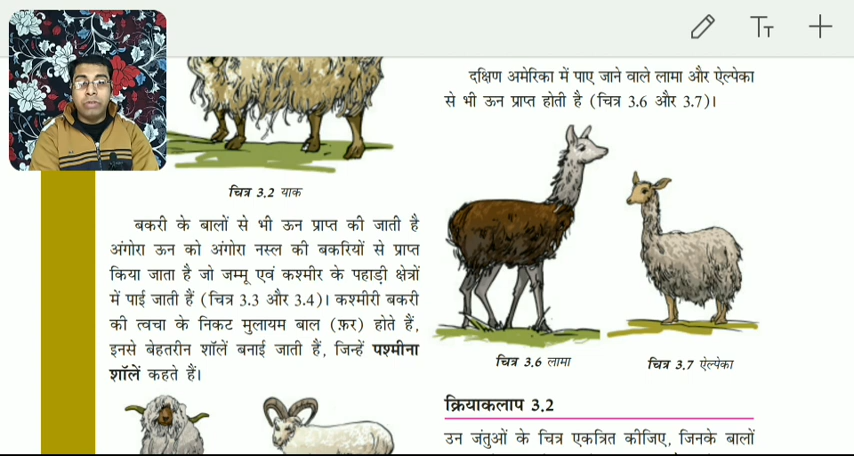 चित्र 3.2 याक
बकरी के बालों से भी ऊन प्राप्त की जाती है
अंगोरा ऊन को अंगोरा नस्ल की बकरियों से प्राप्त
किया जाता है जो जम्मू एवं कश्मीर के पहाड़ी क्षेत्रों
में पाई जाती हैं (चित्र 3.3 और 3.4)। कश्मीरी बकरी
की त्वचा के निकट मुलायम बाल (फ़र) होते हैं,
इनसे बेहतरीन शॉलें बनाई जाती हैं, जिन्हें पश्मीना
शॉलें कहते हैं।
दक्षिण अमेरिका में पाए जाने वाले लामा और ऐल्पेका
से भी ऊन प्राप्त होती है (चित्र 3.6 और 3.7)।
चित्र 3.6 लामा
चित्र 3.7 ऐल्पेका
क्रियाकलाप 3.2
उन जंतुओं के चित्र एकत्रित कीजिए, जिनके बालों